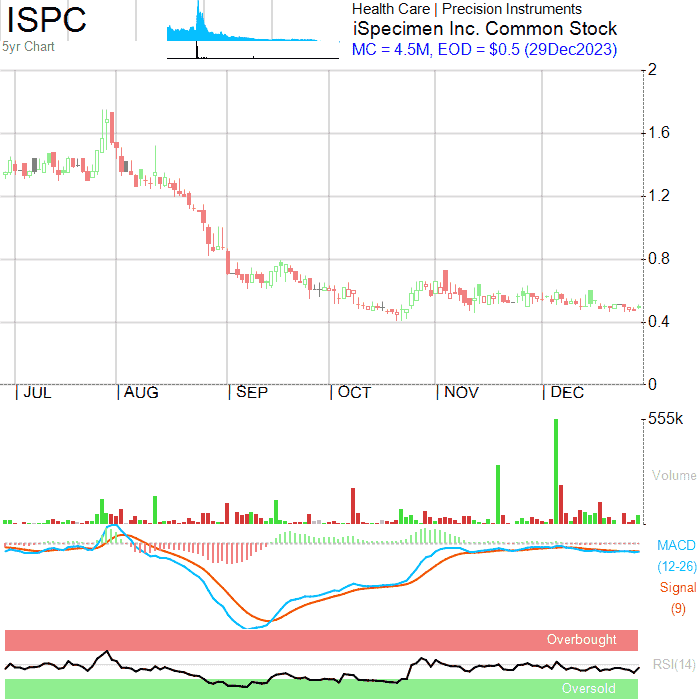 ISPC
5yr Chart
Health Care | Precision Instruments
iSpecimen Inc. Common Stock
MC = 4.5M, EOD = $0.5 (29Dec2023)
2
1.6
1.2
0.8
0.4
0
JUL AUG SEP OCT NOV DEC
555k
Volume
MACD
(12-26)
Signal
(9)
Overbought
RSI(14)
Oversold